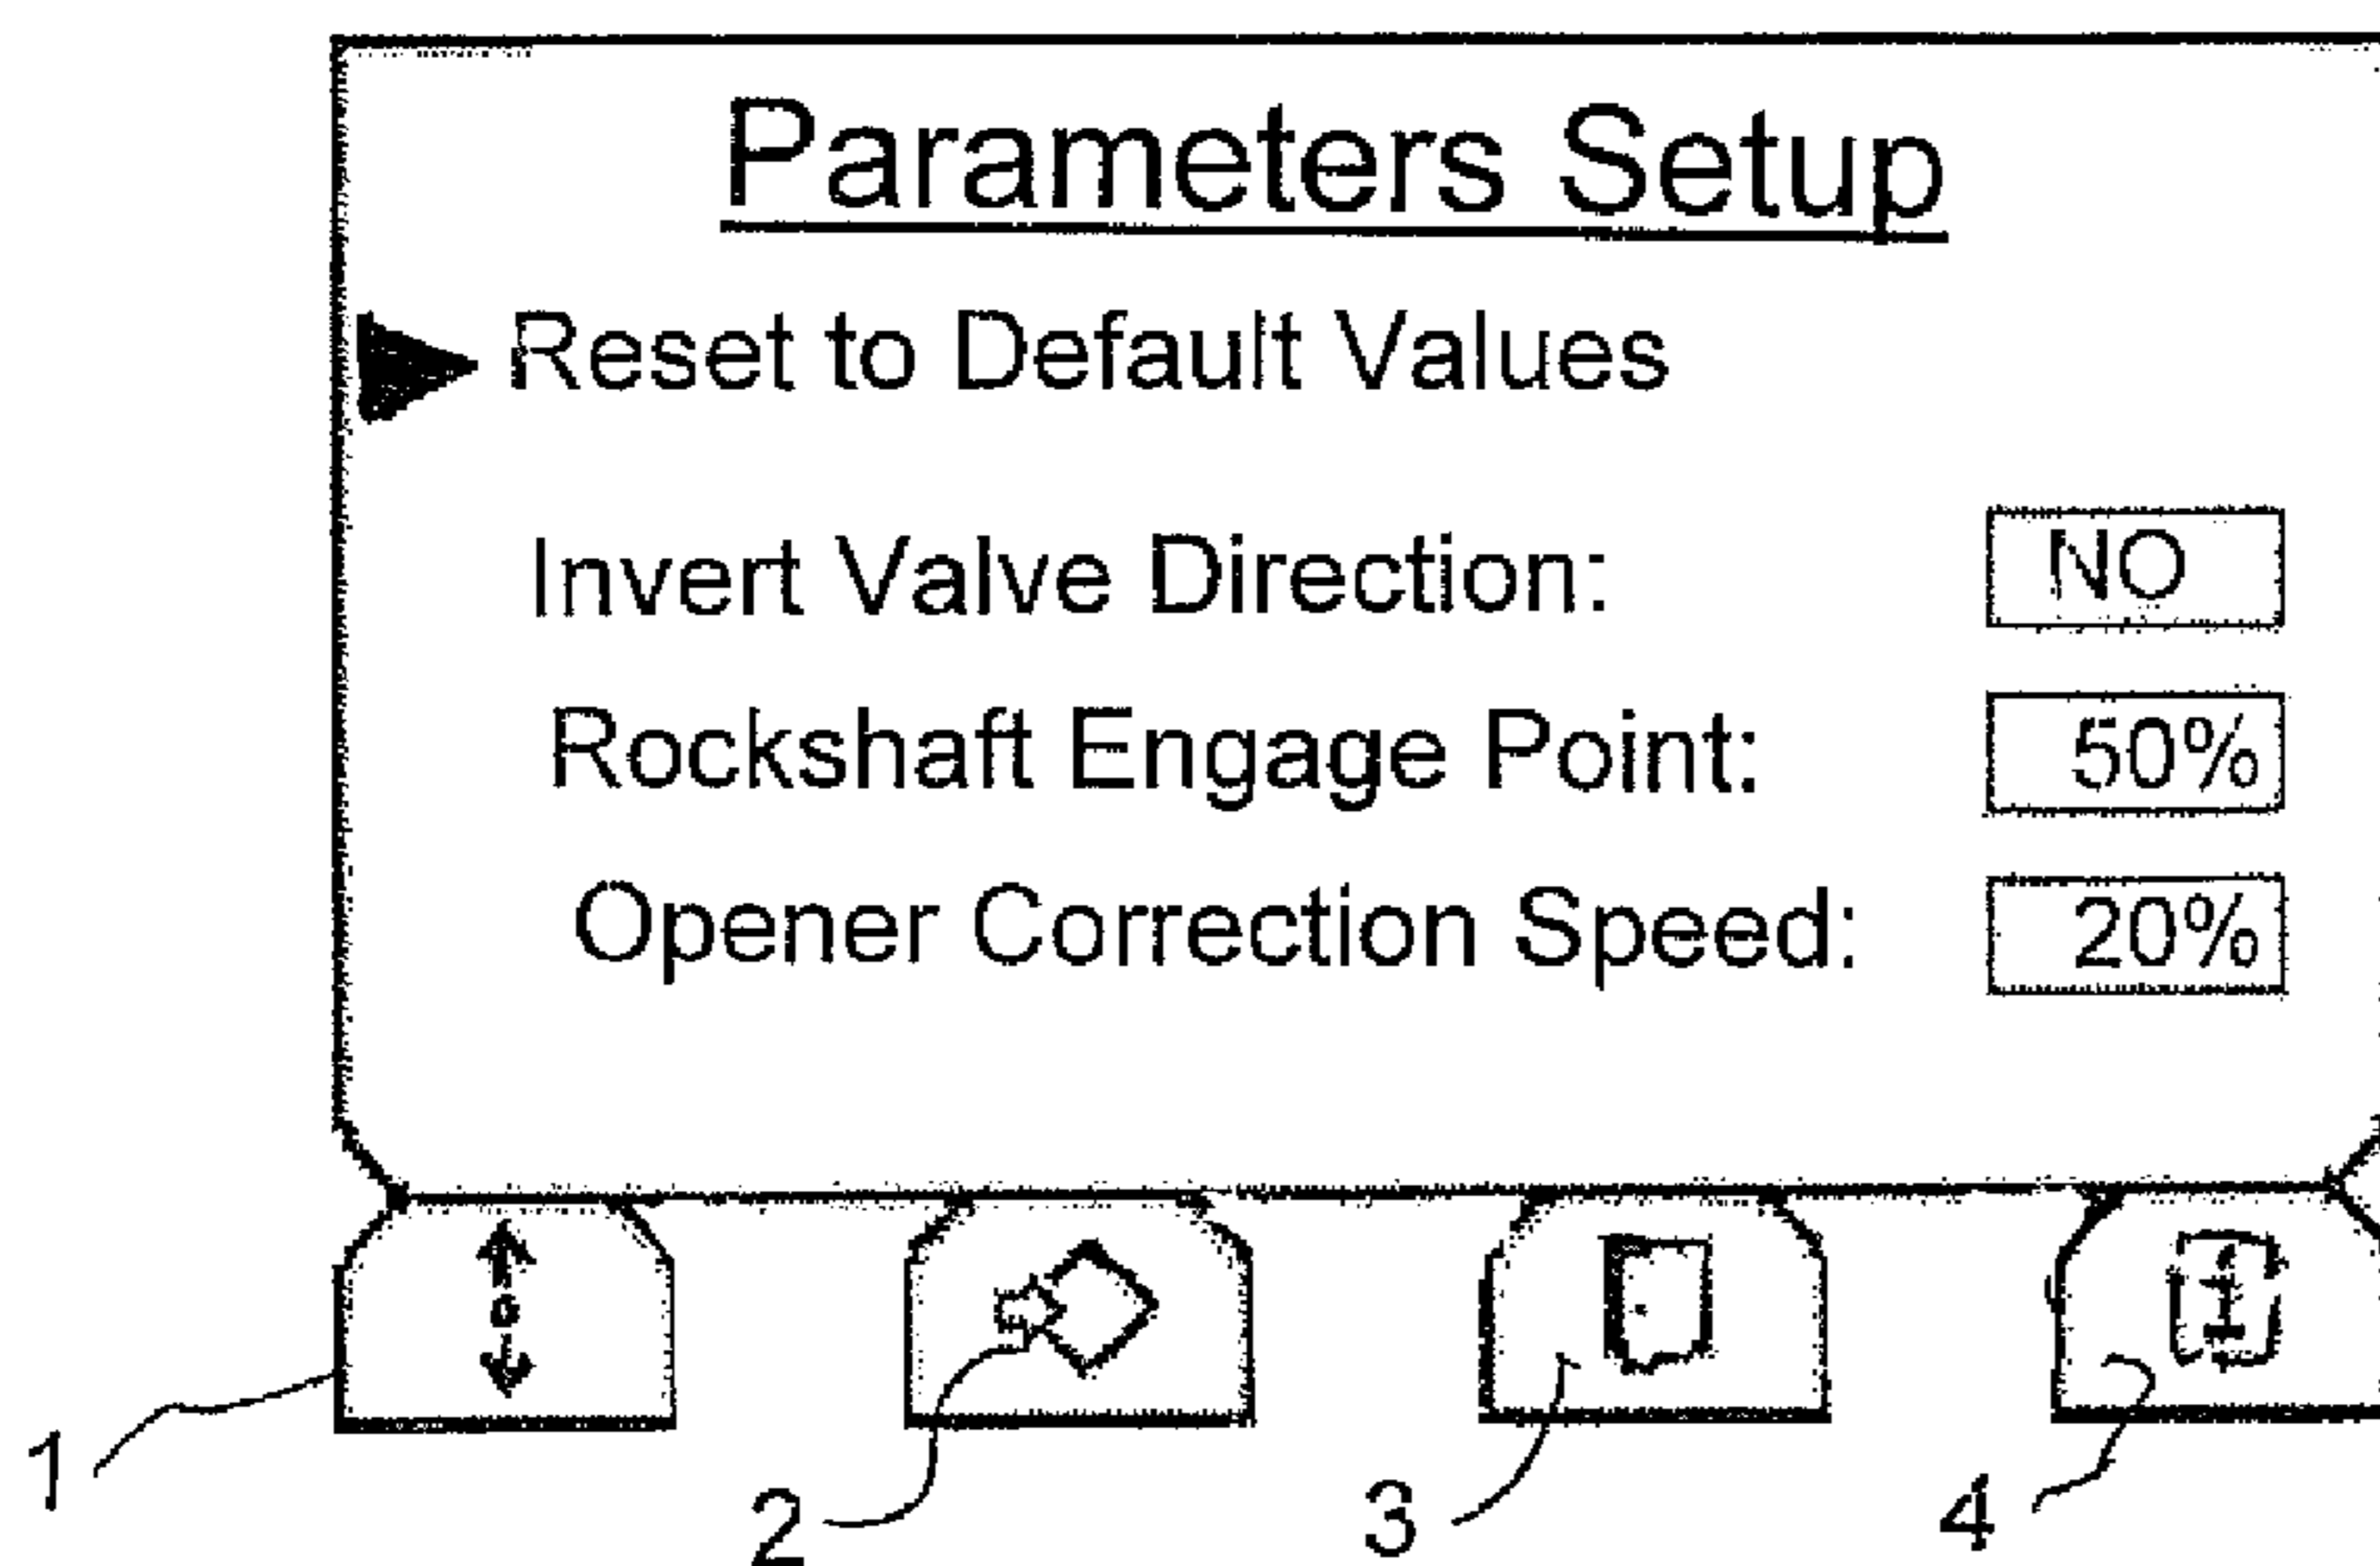 Parameters Setup
Reset to Default Values
Invert Valve Direction: NO
Rockshaft Engage Point: 50%
Opener Correction Speed: 20%
i
1 2 3 4